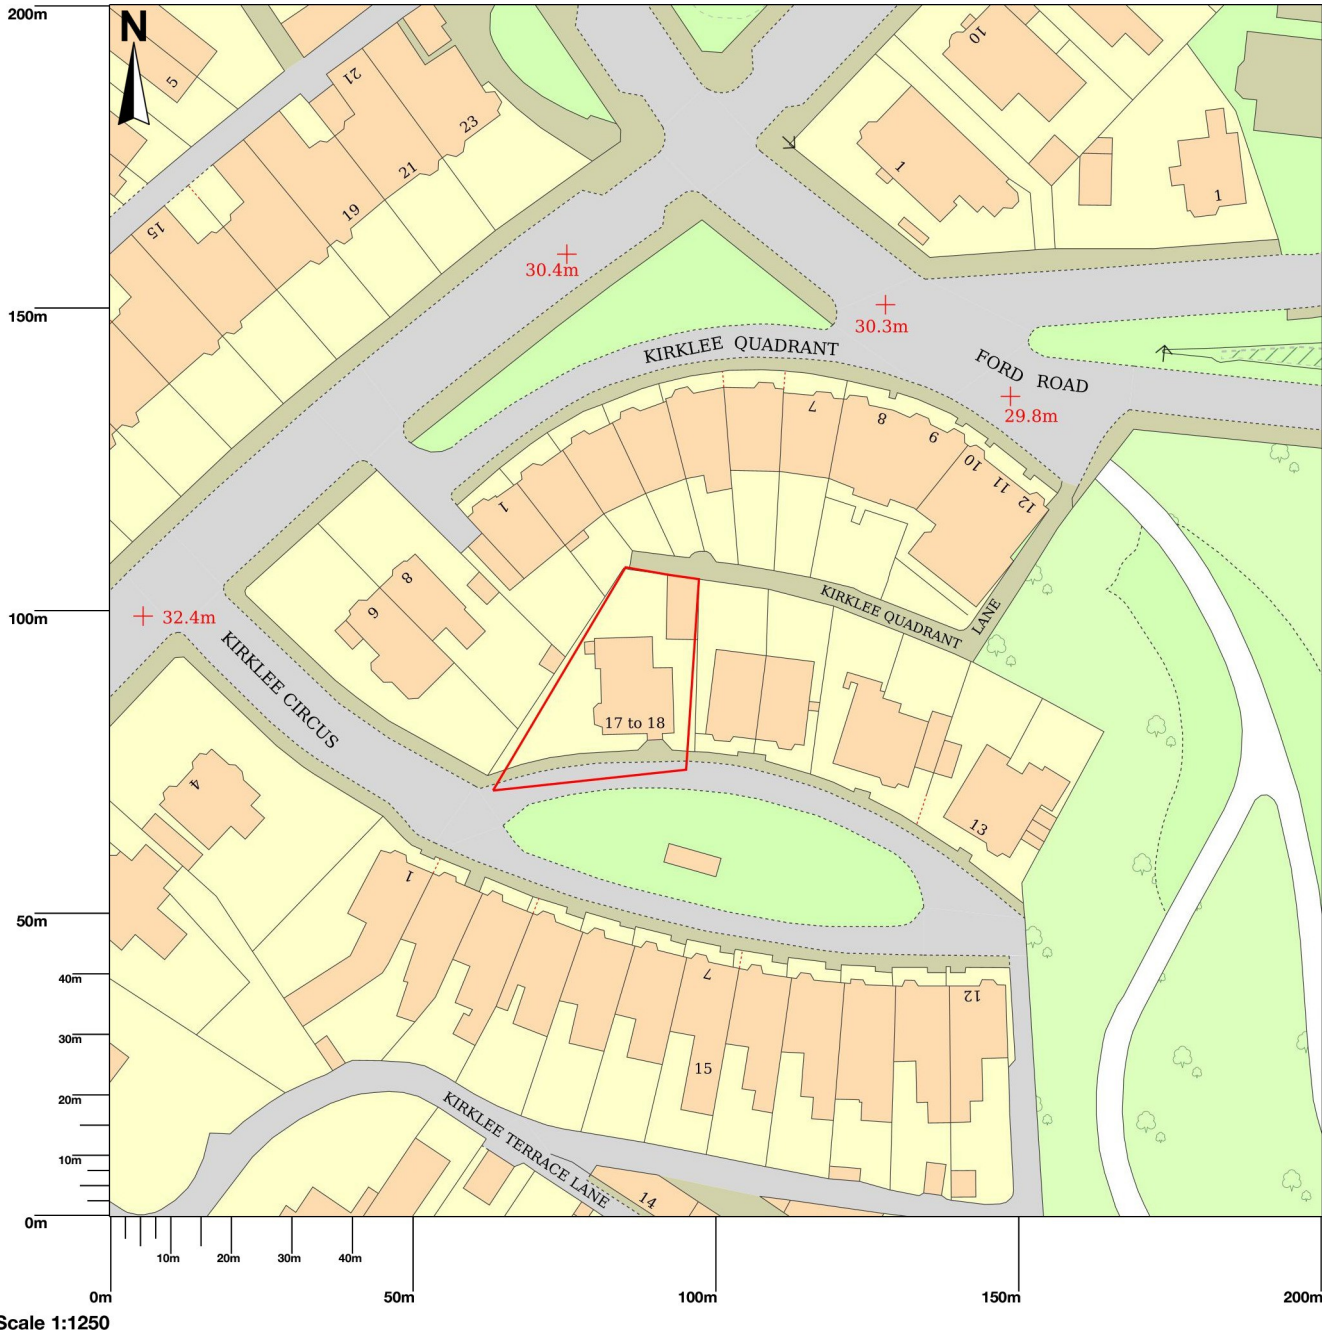 200m
N
5
21
23
21
19
15
10
1
1
30.4m
150m
30.3m
KIRKLEE QUADRANT
FORD ROAD
29.8m
7
8
9
10
11
12
1
8
9
KIRKLEE QUADRANT
LANE
100m
32.4m
KIRKLEE CIRCUS
17 to 18
4
13
1
50m
40m
7
12
30m
15
20m
KIRKLEE TERRACE LANE
10m
14
0m
10m
20m
30m
40m
0m
50m
100m
150m
200m
Scale 1:1250